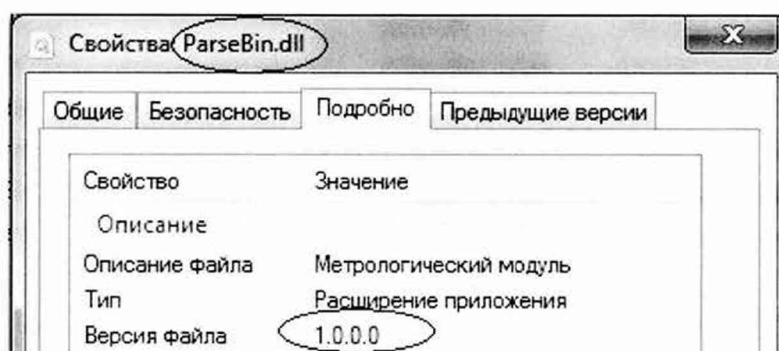 Свойства: ParseBin.dll
Общие Безопасность Подробно Предыдущие версии
Свойство Значение
Описание
Описание файла Метрологический модуль
Тип Расширение приложения
Версия файла 1.0.0.0